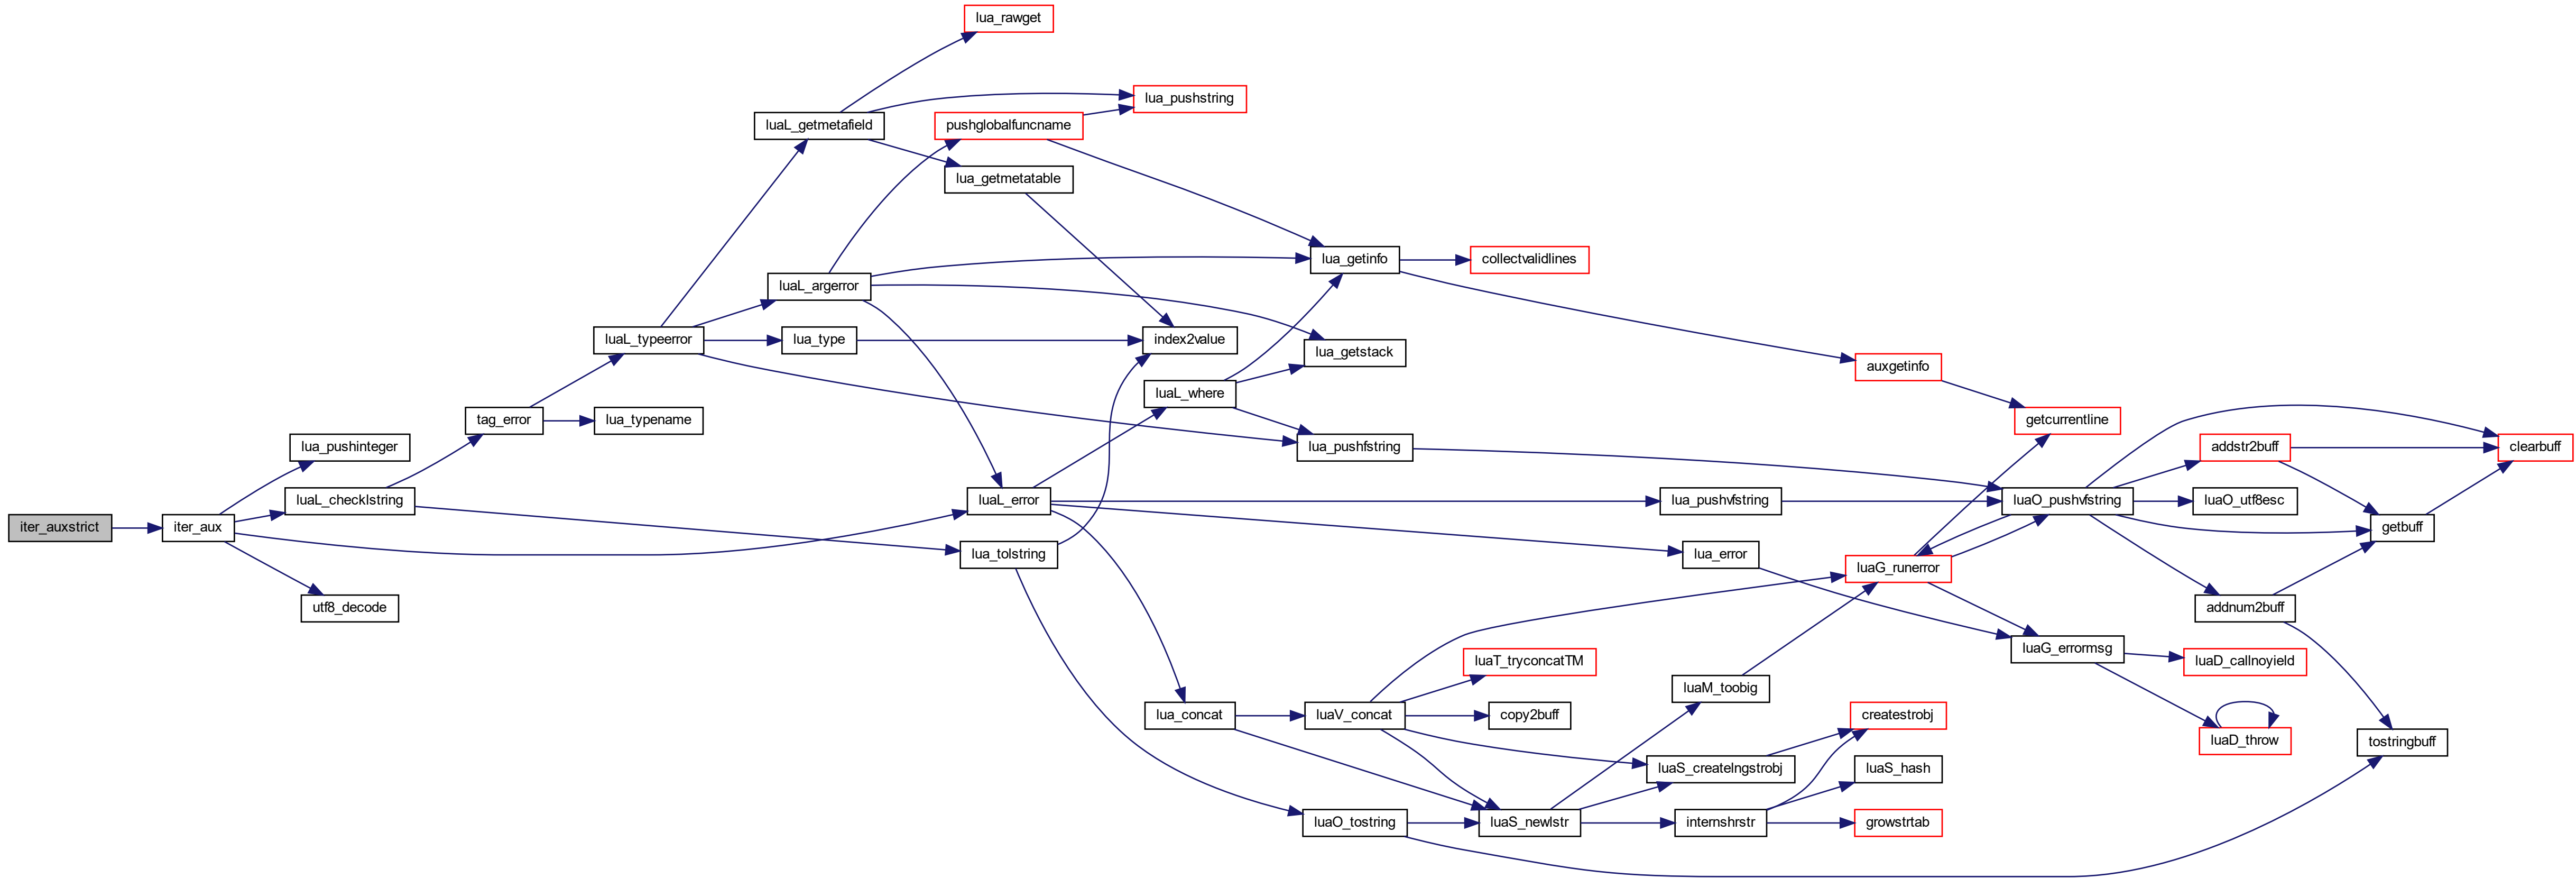 lua_rawget
lua_pushstring
luaL_getmetafield
pushglobalfuncname
lua_getmetatable
lua_getinfo
collectvalidlines
luaL_argerror
luaL_typeerror
lua_type
index2value
lua_getstack
auxgetinfo
luaL_where
tag_error
lua_typename
getcurrentline
lua_pushinteger
lua_pushfstring
addstr2buff
clearbuff
luaL_checklstring
luaL_error
lua_pushvfstring
luaO_pushvfstring
luaO_utf8esc
iter_auxstrict
iter_aux
getbuff
lua_tolstring
lua_error
luaG_runerror
utf8_decode
addnum2buff
luaG_errormsg
luaT_tryconcatTM
luaD_callnoyield
luaM_toobig
lua_concat
luaV_concat
copy2buff
createstrobj
luaD_throw
tostringbuff
luaS_createlngstrobj
luaS_hash
luaO_tostring
luaS_newlstr
internshrstr
growstrtab